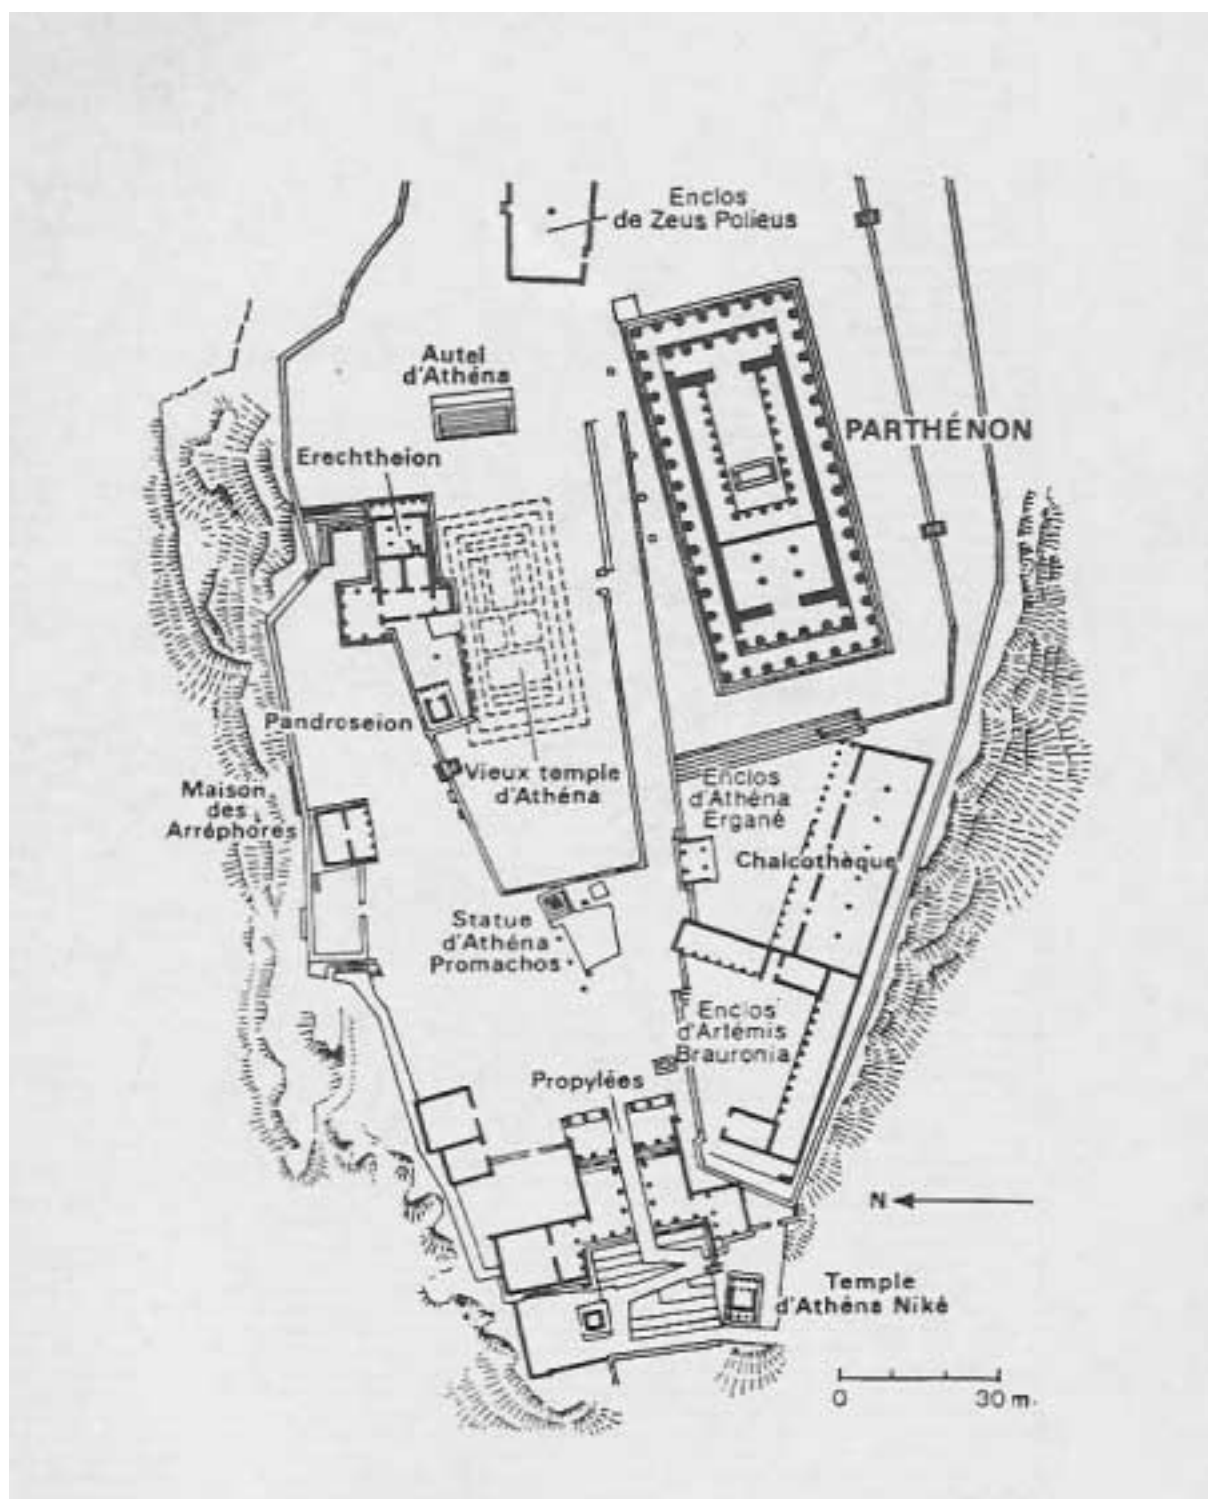 Enclos
de Zeus Polieus
Autel
d'Athéna
PARTHÉNON
Erechtheion
Pandroseion
Vieux temple
d'Athéna
Maison
des
Arréphores
Enclos
d'Athéna
Ergané
Chalcothèque
Statue
d'Athéna
Promachos
Enclos
d'Artémis
Brauronia
Propylées
N
Temple
d'Athéna Niké
0 30 m.